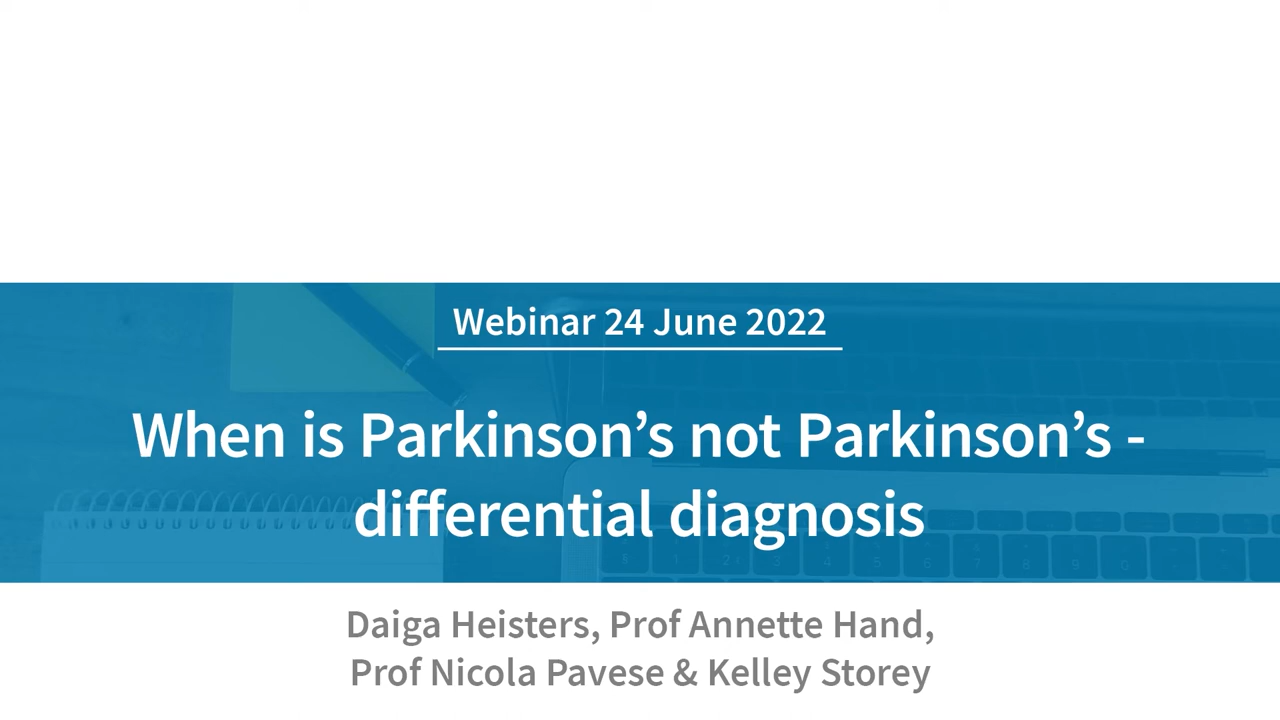 Webinar 24 June 2022
When is Parkinson’s not Parkinson’s -
differential diagnosis
Daiga Heisters, Prof Annette Hand,
Prof Nicola Pavese & Kelley Storey